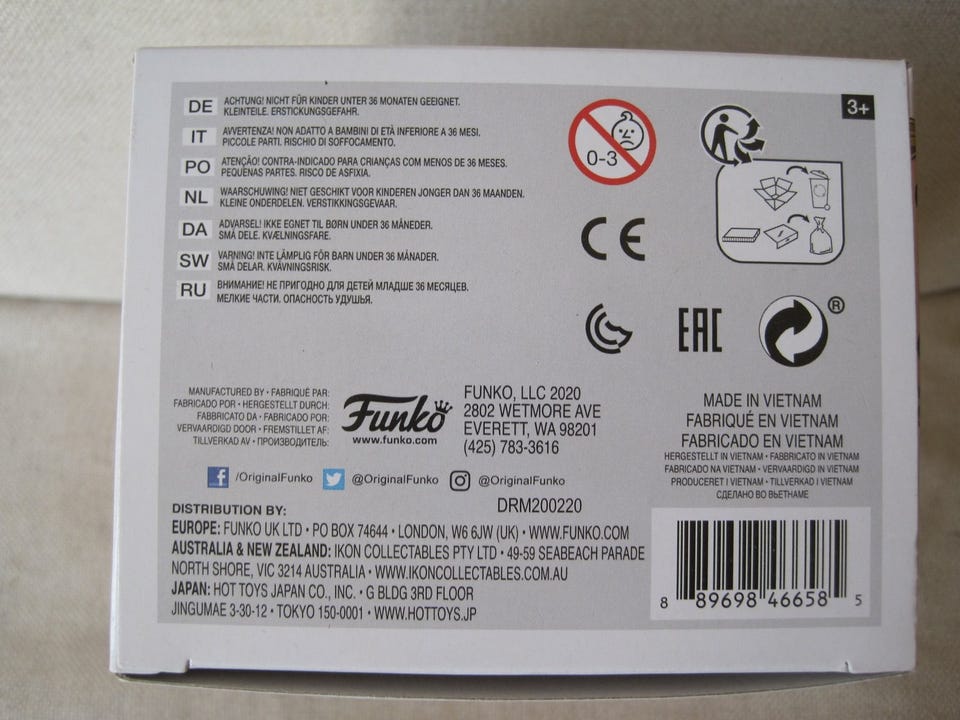 DE ACHTUNG! NICHT FÜR KINDER UNTER 36 MONATEN GEEIGNET.
KLEINTEILE. ERSTICKUNGSGEFAHR.
IT AVVERTENZA! NON ADATTO A BAMBINI DI ETÀ INFERIORE A 36 MESI.
PICCOLE PARTI. RISCHIO DI SOFFOCAMENTO.
PO ATENÇÃO! CONTRA-INDICADO PARA CRIANÇAS COM MENOS DE 36 MESES.
PEQUENAS PARTES. RISCO DE ASFIXIA.
NL WAARSCHUWING! NIET GESCHIKT VOOR KINDEREN JONGER DAN 36 MAANDEN.
KLEINE ONDERDELEN. VERSTIKKINGSGEVAAR.
DA ADVARSEL! IKKE EGNET TIL BØRN UNDER 36 MÅNEDER.
SMÅ DELE. KVÆLNINGSFARE.
SW VARNING! INTE LÄMPLIG FÖR BARN UNDER 36 MÅNADER.
SMÅ DELAR. KVÄVNINGSRISK.
RU ВНИМАНИЕ! НЕ ПРИГОДНО ДЛЯ ДЕТЕЙ МЛАДШЕ 36 МЕСЯЦЕВ.
МЕЛКИЕ ЧАСТИ. ОПАСНОСТЬ УДУШЬЯ.
0-3
3+
CE
EAC
®
MANUFACTURED BY • FABRIQUÉ PAR:
FABRICADO POR • HERGESTELLT DURCH:
FABBRICATO DA • FABRICADO POR:
VERVAARDIGD DOOR • FREMSTILLET AF:
TILLVERKAD AV • ПРОИЗВОДИТЕЛЬ:
Funko
www.funko.com
FUNKO, LLC 2020
2802 WETMORE AVE
EVERETT, WA 98201
(425) 783-3616
MADE IN VIETNAM
FABRIQUÉ EN VIETNAM
FABRICADO EN VIETNAM
HERGESTELLT IN VIETNAM • FABBRICATO IN VIETNAM
FABRICADO NA VIETNAM • VERVAARDIGD IN VIETNAM
PRODUCERET I VIETNAM • TILLVERKAD I VIETNAM
СДЕЛАНО ВО ВЬЕТНАМЕ
/OriginalFunko @OriginalFunko @OriginalFunko
DRM200220
DISTRIBUTION BY:
EUROPE: FUNKO UK LTD • PO BOX 74644 • LONDON, W6 6JW (UK) • WWW.FUNKO.COM
AUSTRALIA & NEW ZEALAND: IKON COLLECTABLES PTY LTD • 49-59 SEABEACH PARADE
NORTH SHORE, VIC 3214 AUSTRALIA • WWW.IKONCOLLECTABLES.COM.AU
JAPAN: HOT TOYS JAPAN CO., INC. • G BLDG 3RD FLOOR
JINGUMAE 3-30-12 • TOKYO 150-0001 • WWW.HOTTOYS.JP
8 89698 46658 5